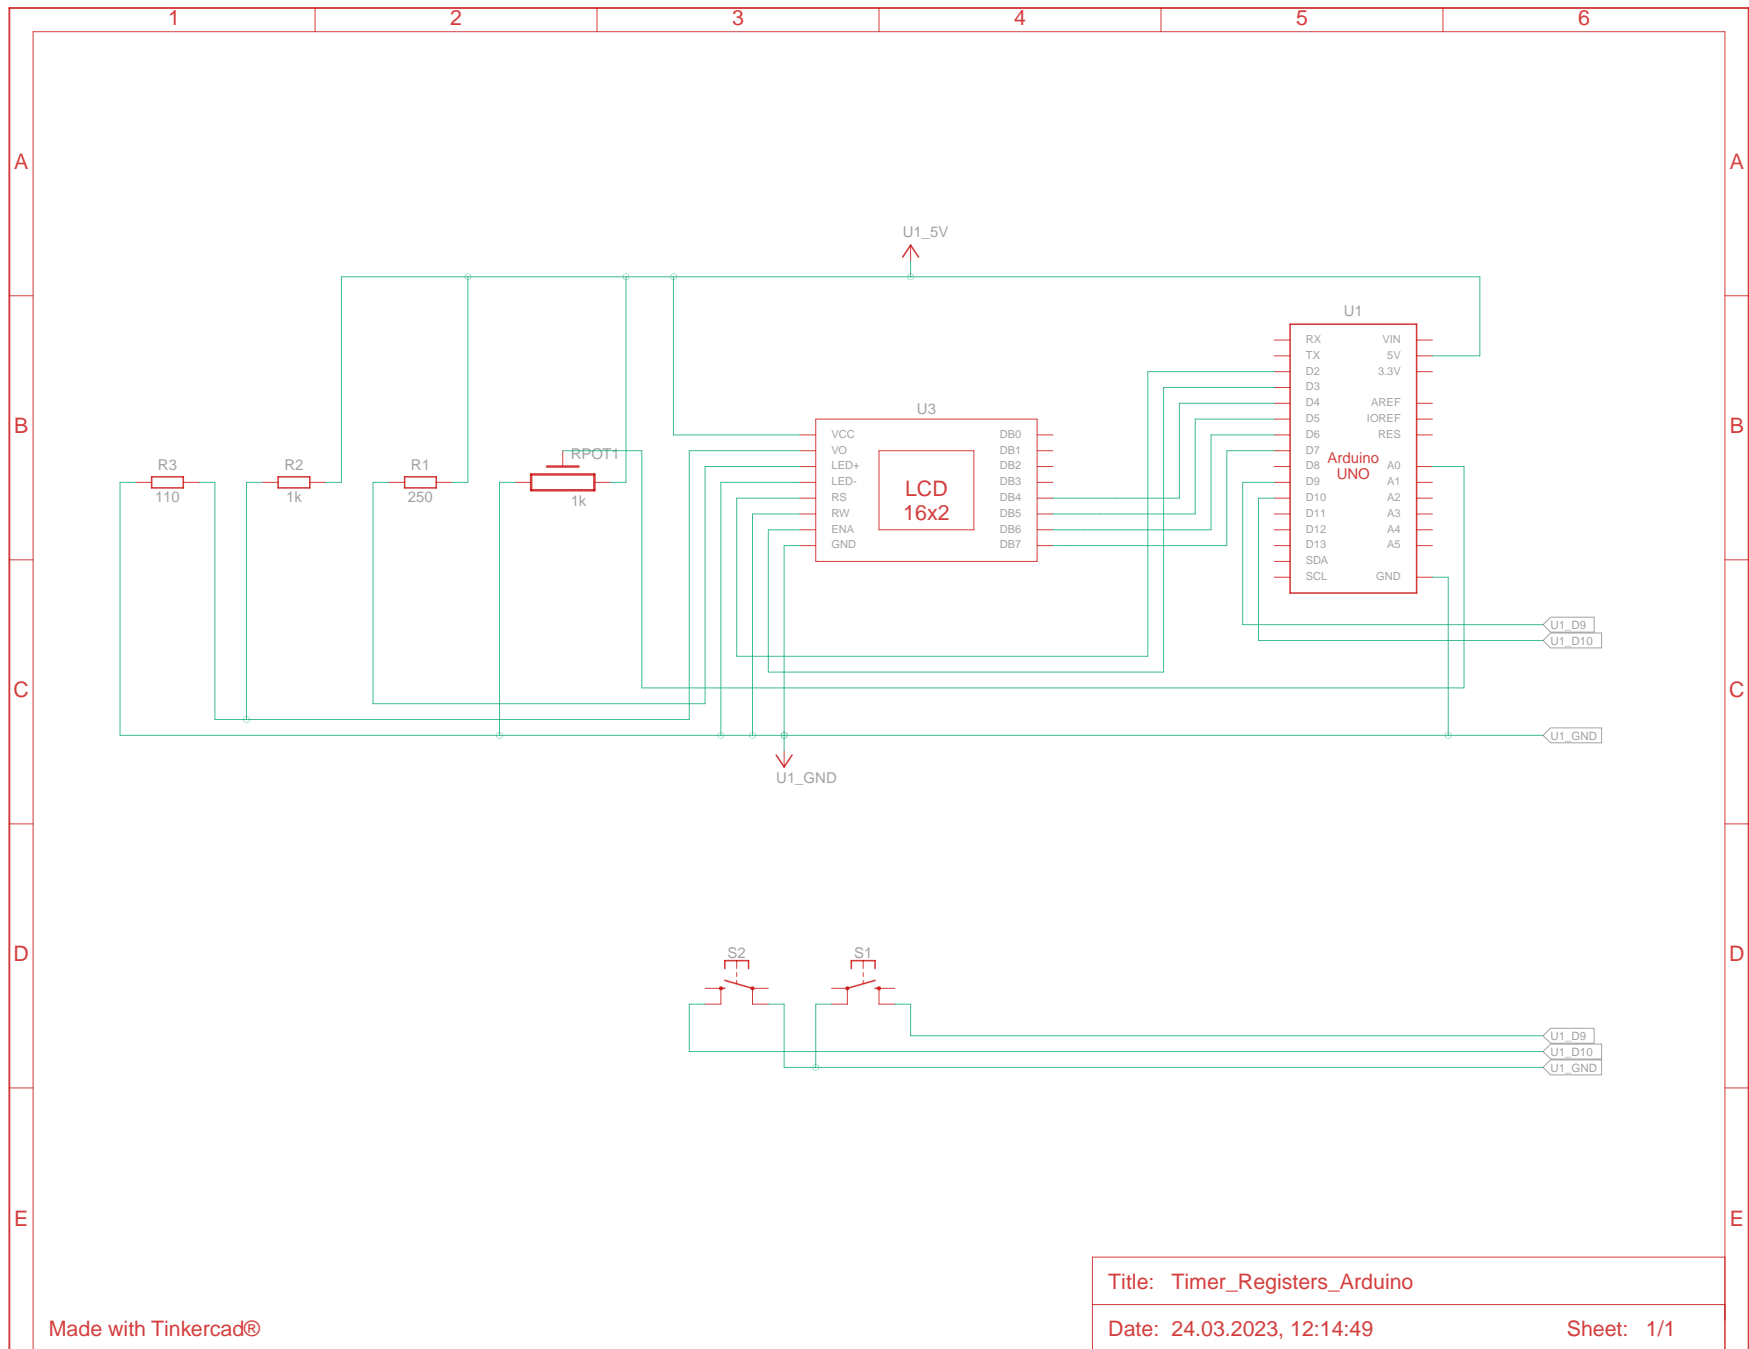 1 2 3 4 5 6
A A
U1_5V
U1
RX VIN
TX 5V
D2 3.3V
D3
U3 D4 AREF
B D5 IOREF B
VCC DB0 D6 RES
RPOT1 VO DB1 D7
R3 R2 R1 LED+ DB2 D8 Arduino UNO A0
LED- DB3 D9 A1
110 1k 250 1k RS LCD DB4 D10 A2
RW 16x2 DB5 D11 A3
ENA DB6 D12 A4
GND DB7 D13 A5
SDA
SCL GND
U1_D9
U1_D10
C C
U1_GND
U1_GND
D S2 S1 D
U1_D9
U1_D10
U1_GND
E E
Title: Timer_Registers_Arduino
Made with Tinkercad® Date: 24.03.2023, 12:14:49 Sheet: 1/1